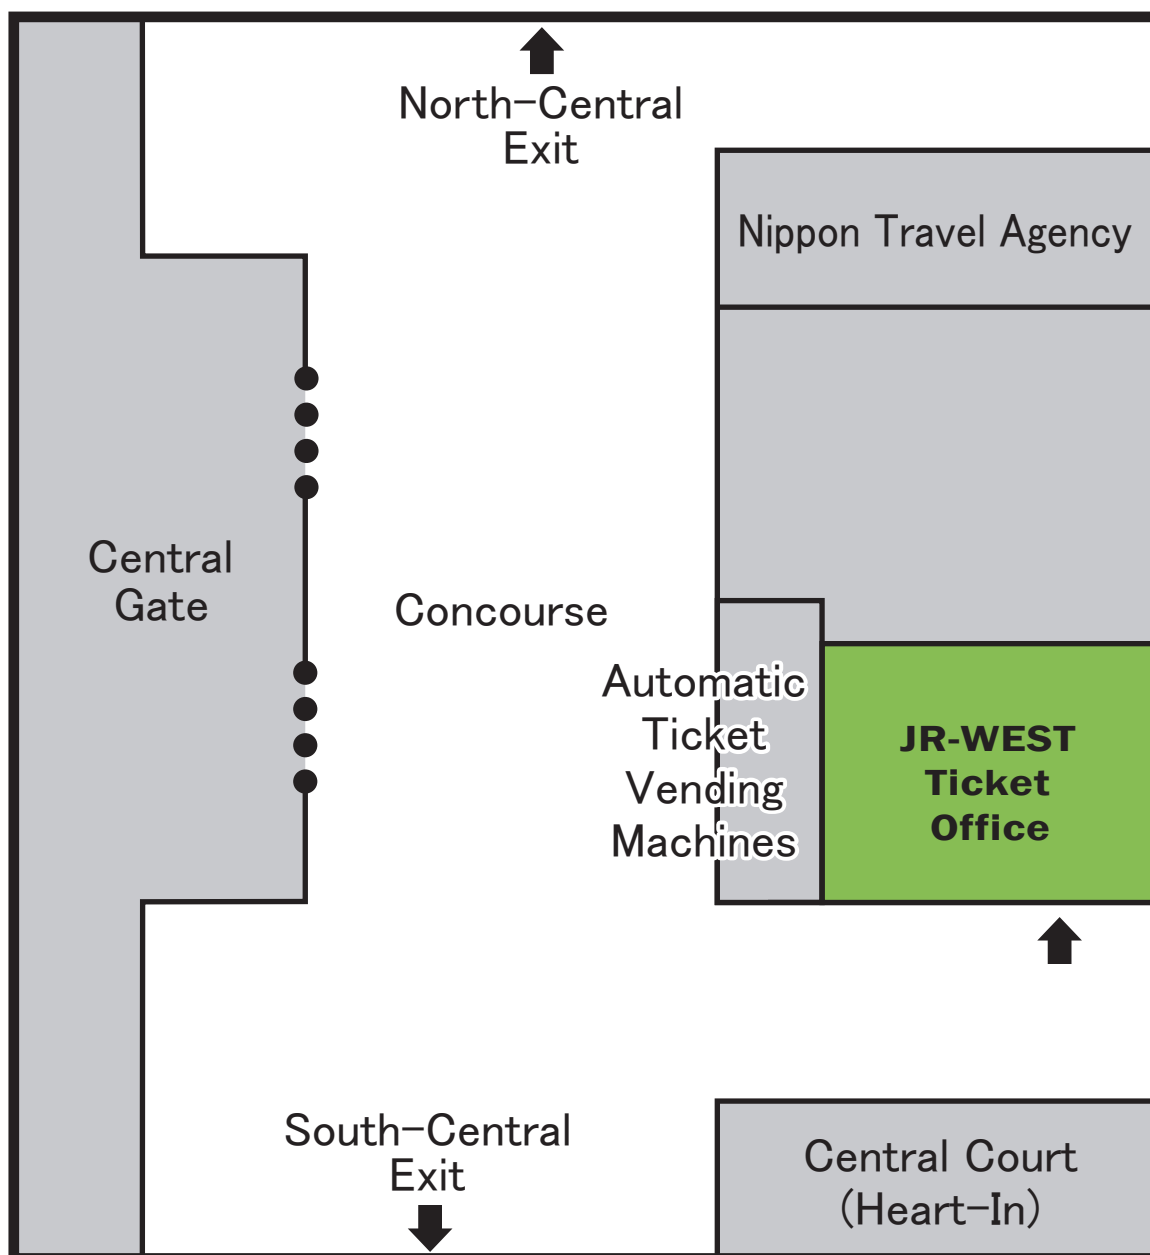 North-Central
Exit
Nippon Travel Agency
Central
Gate
Concourse
Automatic
Ticket
Vending
Machines
JR-WEST
Ticket
Office
South-Central
Exit
Central Court
(Heart-In)